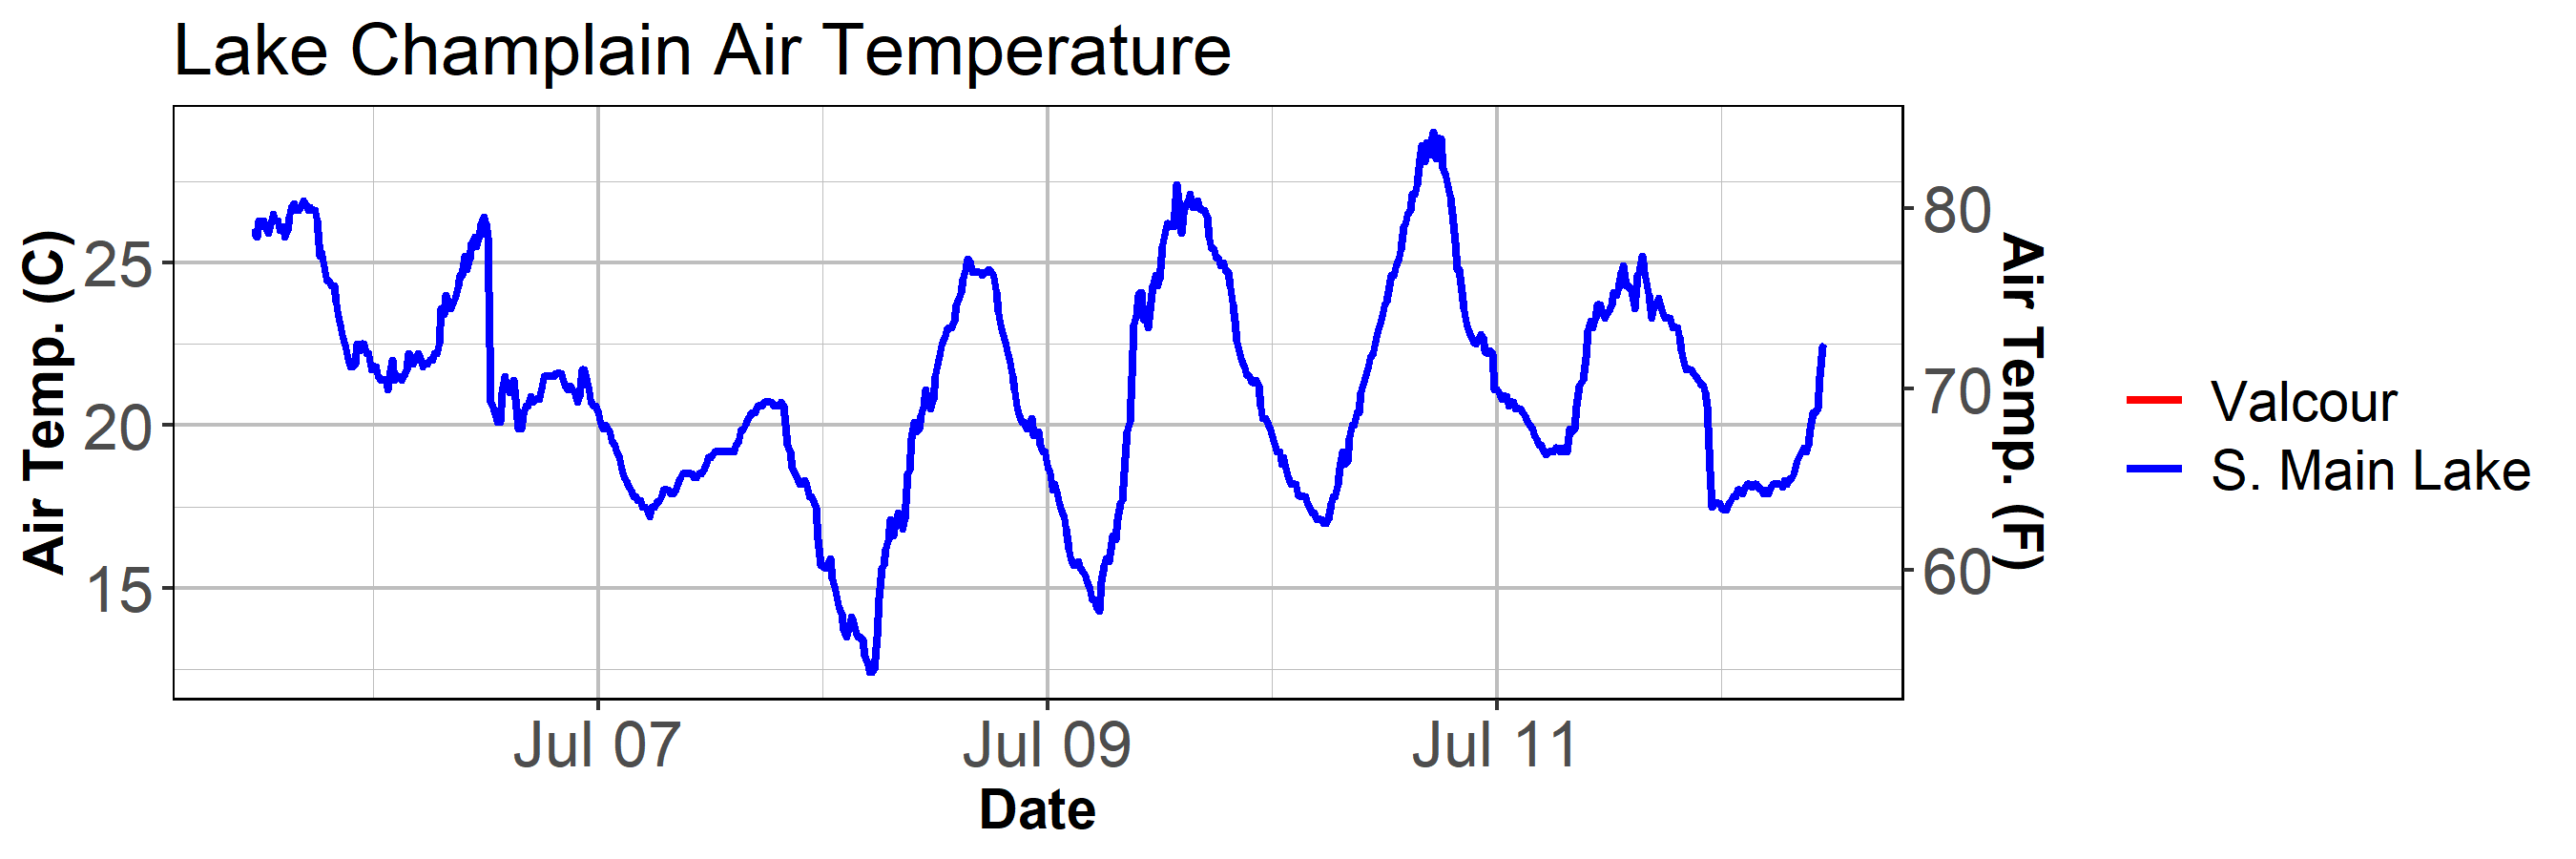 Lake Champlain Air Temperature
Air Temp. (C)
25
20
15
80
70
60
Air Temp. (F)
Jul 07
Jul 09
Jul 11
Date
Valcour
S. Main Lake